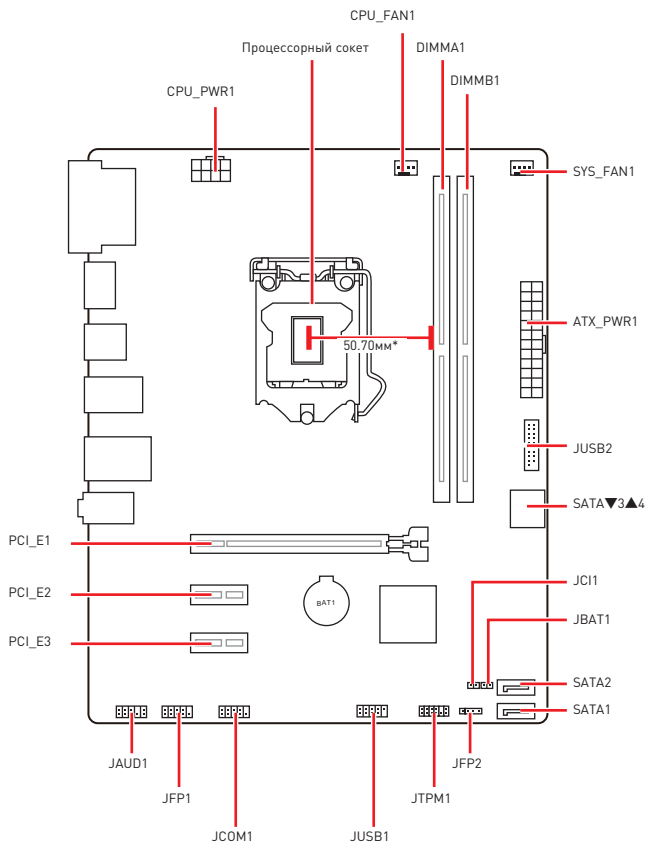 CPU_FAN1
Процессорный сокет
DIMMA1
DIMMB1
CPU_PWR1
SYS_FAN1
ATX_PWR1
50.70мм*
JUSB2
SATA▼3▲4
PCI_E1
PCI_E2
PCI_E3
BAT1
JCI1
JBAT1
SATA2
SATA1
JAUD1
JFP1
JCOM1
JUSB1
JTPM1
JFP2